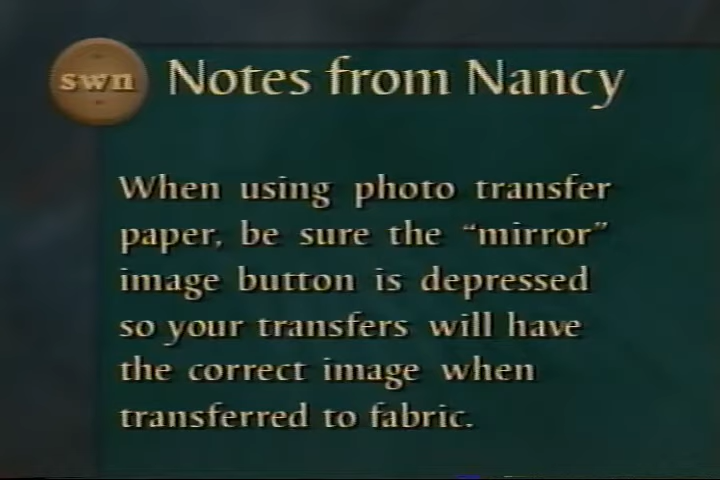 swn
Notes from Nancy
When using photo transfer
paper, be sure the “mirror”
image button is depressed
so your transfers will have
the correct image when
transferred to fabric.